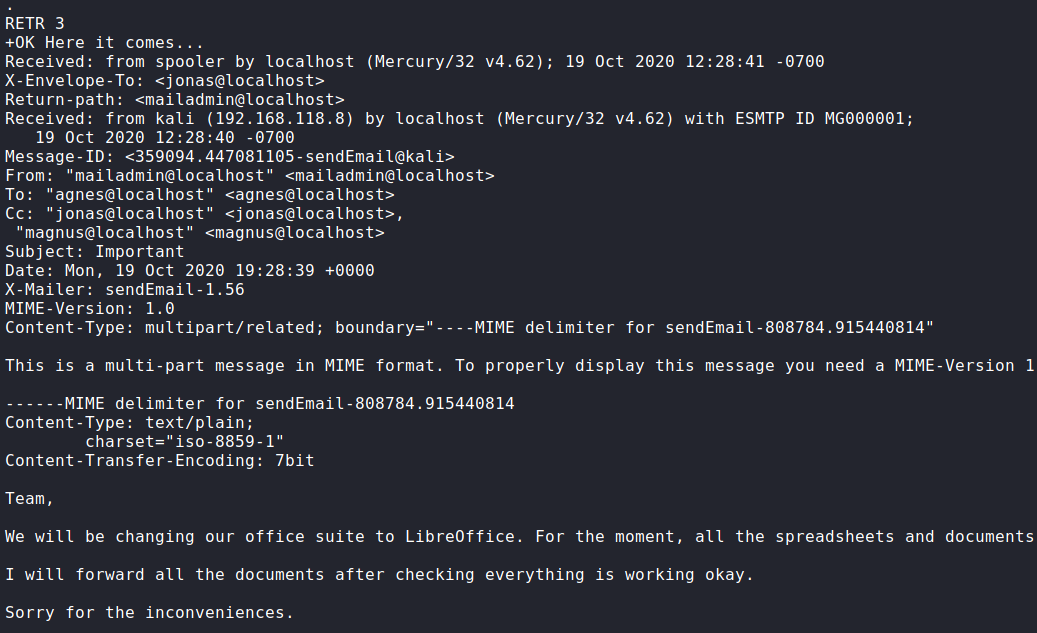 .
RETR 3
+OK Here it comes...
Received: from spooler by localhost (Mercury/32 v4.62); 19 Oct 2020 12:28:41 -0700
X-Envelope-To: <jonas@localhost>
Return-path: <mailadmin@localhost>
Received: from kali (192.168.118.8) by localhost (Mercury/32 v4.62) with ESMTP ID MG000001;
   19 Oct 2020 12:28:40 -0700
Message-ID: <359094.447081105-sendEmail@kali>
From: "mailadmin@localhost" <mailadmin@localhost>
To: "agnes@localhost" <agnes@localhost>
Cc: "jonas@localhost" <jonas@localhost>,
 "magnus@localhost" <magnus@localhost>
Subject: Important
Date: Mon, 19 Oct 2020 19:28:39 +0000
X-Mailer: sendEmail-1.56
MIME-Version: 1.0
Content-Type: multipart/related; boundary="----MIME delimiter for sendEmail-808784.915440814"

This is a multi-part message in MIME format. To properly display this message you need a MIME-Version 1

------MIME delimiter for sendEmail-808784.915440814
Content-Type: text/plain;
        charset="iso-8859-1"
Content-Transfer-Encoding: 7bit

Team,

We will be changing our office suite to LibreOffice. For the moment, all the spreadsheets and documents

I will forward all the documents after checking everything is working okay.

Sorry for the inconveniences.